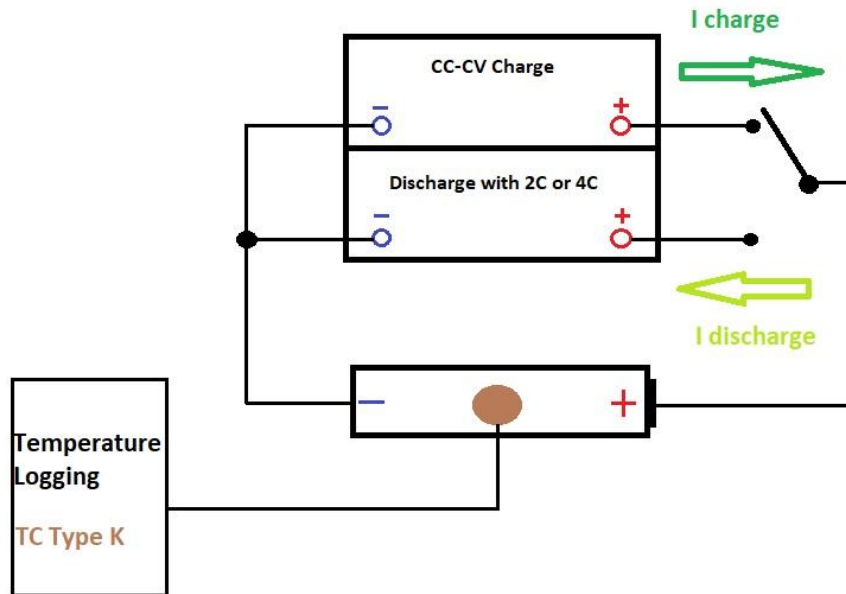 I charge
CC-CV Charge
− +
Discharge with 2C or 4C
− +
I discharge
− +
Temperature
Logging
TC Type K